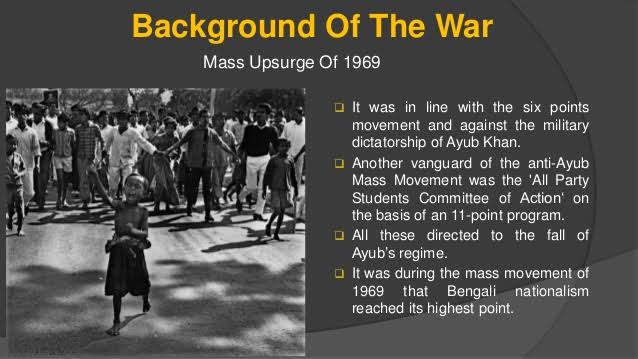 Background Of The War
Mass Upsurge Of 1969
❑ It was in line with the six points
movement and against the military
dictatorship of Ayub Khan.
❑ Another vanguard of the anti-Ayub
Mass Movement was the 'All Party
Students Committee of Action' on
the basis of an 11-point program.
❑ All these directed to the fall of
Ayub's regime.
❑ It was during the mass movement of
1969 that Bengali nationalism
reached its highest point.